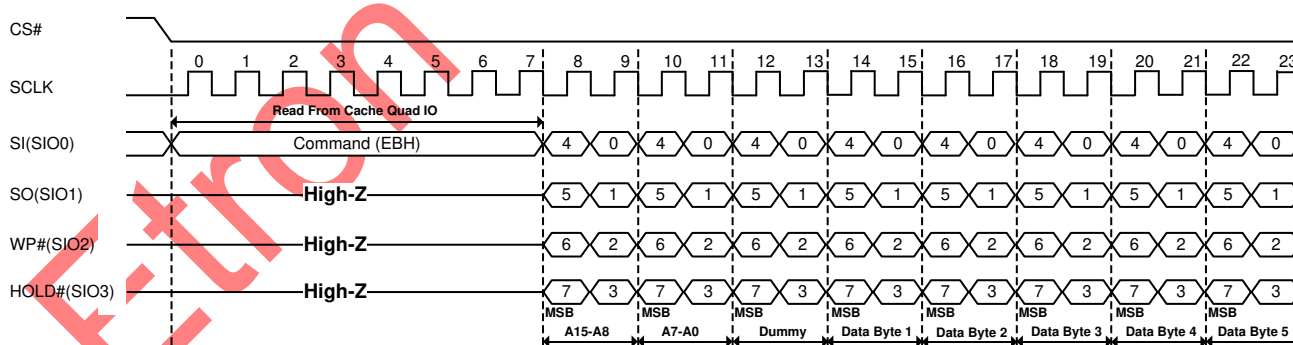 CS#
0 1 2 3 4 5 6 7 8 9 10 11 12 13 14 15 16 17 18 19 20 21 22 23
SCLK
Read From Cache Quad IO
SI(SIO0) Command (EBH) 4 0 4 0 4 0 4 0 4 0 4 0 4 0 4 0
SO(SIO1) High-Z 5 1 5 1 5 1 5 1 5 1 5 1 5 1 5 1
WP#(SIO2) High-Z 6 2 6 2 6 2 6 2 6 2 6 2 6 2 6 2
HOLD#(SIO3) High-Z 7 3 7 3 7 3 7 3 7 3 7 3 7 3 7 3
MSB MSB MSB MSB MSB MSB MSB MSB
A15-A8 A7-A0 Dummy Data Byte 1 Data Byte 2 Data Byte 3 Data Byte 4 Data Byte 5
Etron